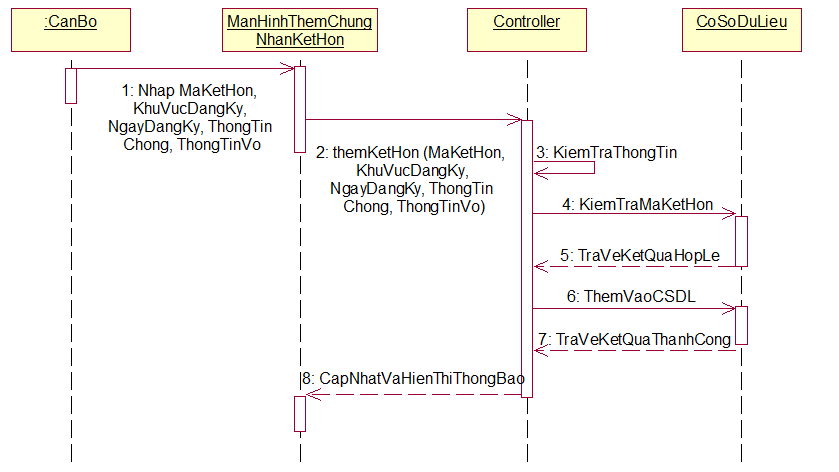 :CanBo
ManHinhThemChung
NhanKetHon
Controller
CoSoDuLieu
1: Nhap MaKetHon,
KhuVucDangKy,
NgayDangKy, ThongTin
Chong, ThongTinVo
2: themKetHon (MaKetHon,
KhuVucDangKy,
NgayDangKy, ThongTin
Chong, ThongTinVo)
3: KiemTraThongTin
4: KiemTraMaKetHon
5: TraVeKetQuaHopLe
6: ThemVaoCSDL
7: TraVeKetQuaThanhCong
8: CapNhatVaHienThiThongBao